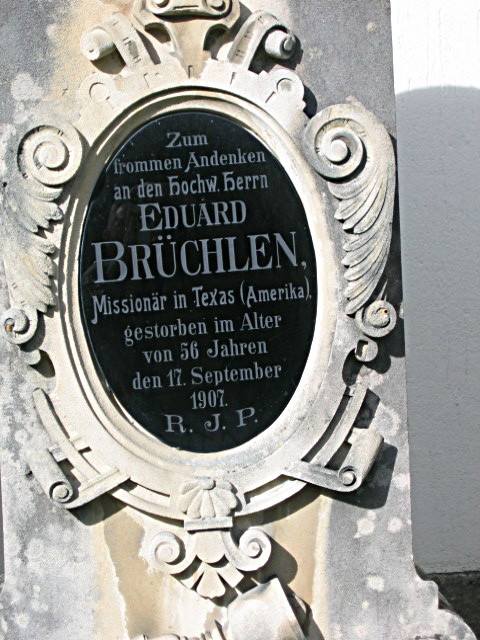 Zum
frommen Andenken
an den Hochw. Herrn
EDUARD
BRÜCHLEN,
Missionär in Texas (Amerika),
gestorben im Alter
von 56 Jahren
den 17. September
1907.
R. J. P.